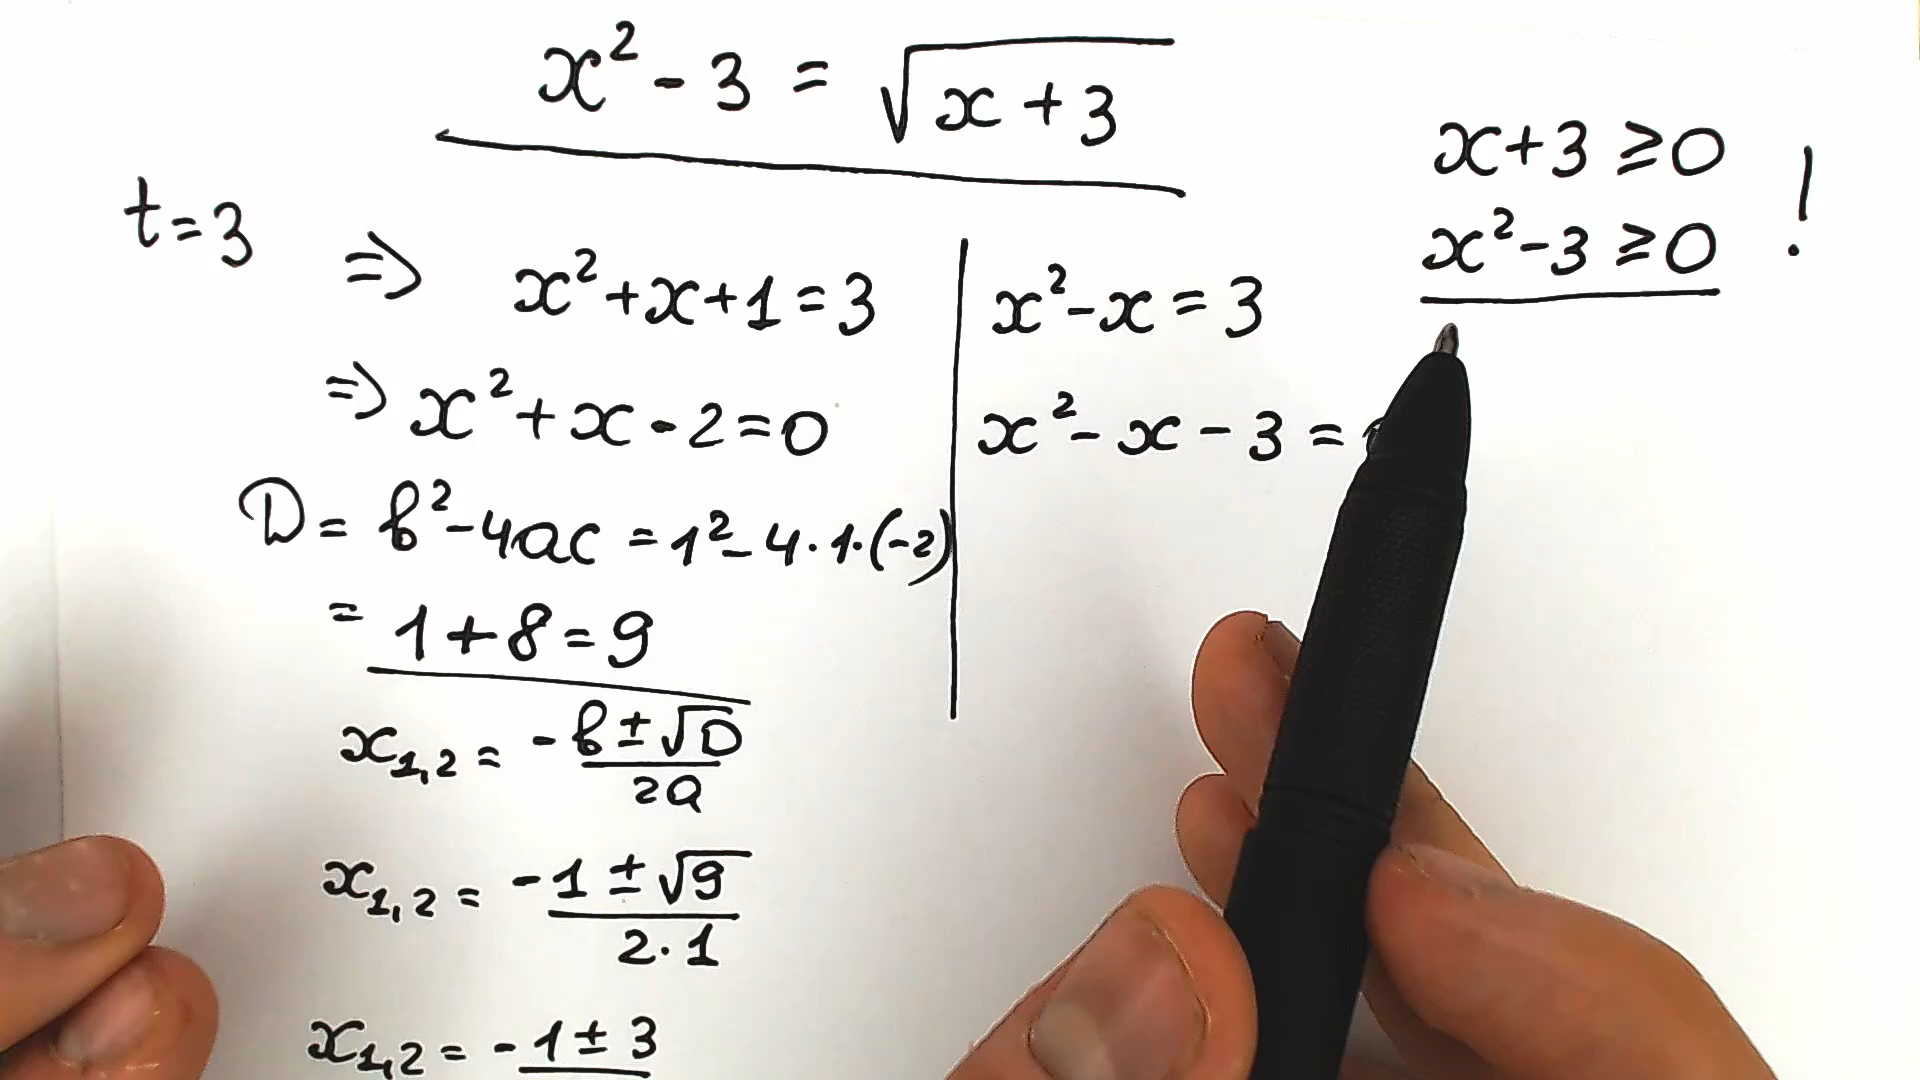 x² - 3 = √(x + 3)
x + 3 ≥ 0
x² - 3 ≥ 0 !
t = 3
⇒ x² + x + 1 = 3
x² - x = 3
⇒ x² + x - 2 = 0
x² - x - 3 =
D = b² - 4ac = 1² - 4 · 1 · (-2)
= 1 + 8 = 9
x₁,₂ = (-b ± √D) / 2a
x₁,₂ = (-1 ± √9) / (2 · 1)
x₁,₂ = -1 ± 3